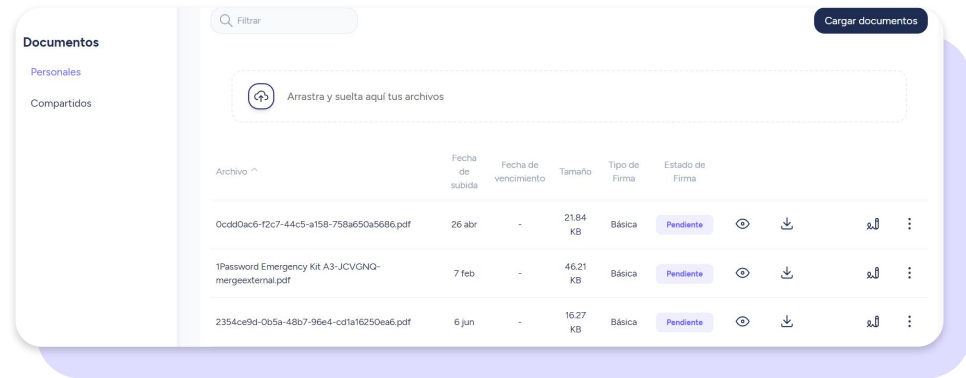 Filtrar
Cargar documentos
Documentos
Personales
Compartidos
Arrastra y suelta aquí tus archivos
Archivo
Fecha de subida
Fecha de vencimiento
Tamaño
Tipo de Firma
Estado de Firma
0cdd0ac6-f2c7-44c5-a158-758a650a5686.pdf 26 abr - 21.84 KB Básica Pendiente
1Password Emergency Kit A3-JCVGNQ-mergeexternal.pdf 7 feb - 46.21 KB Básica Pendiente
2354ce9d-0b5a-48b7-96e4-cd1a16250ea6.pdf 6 jun - 16.27 KB Básica Pendiente